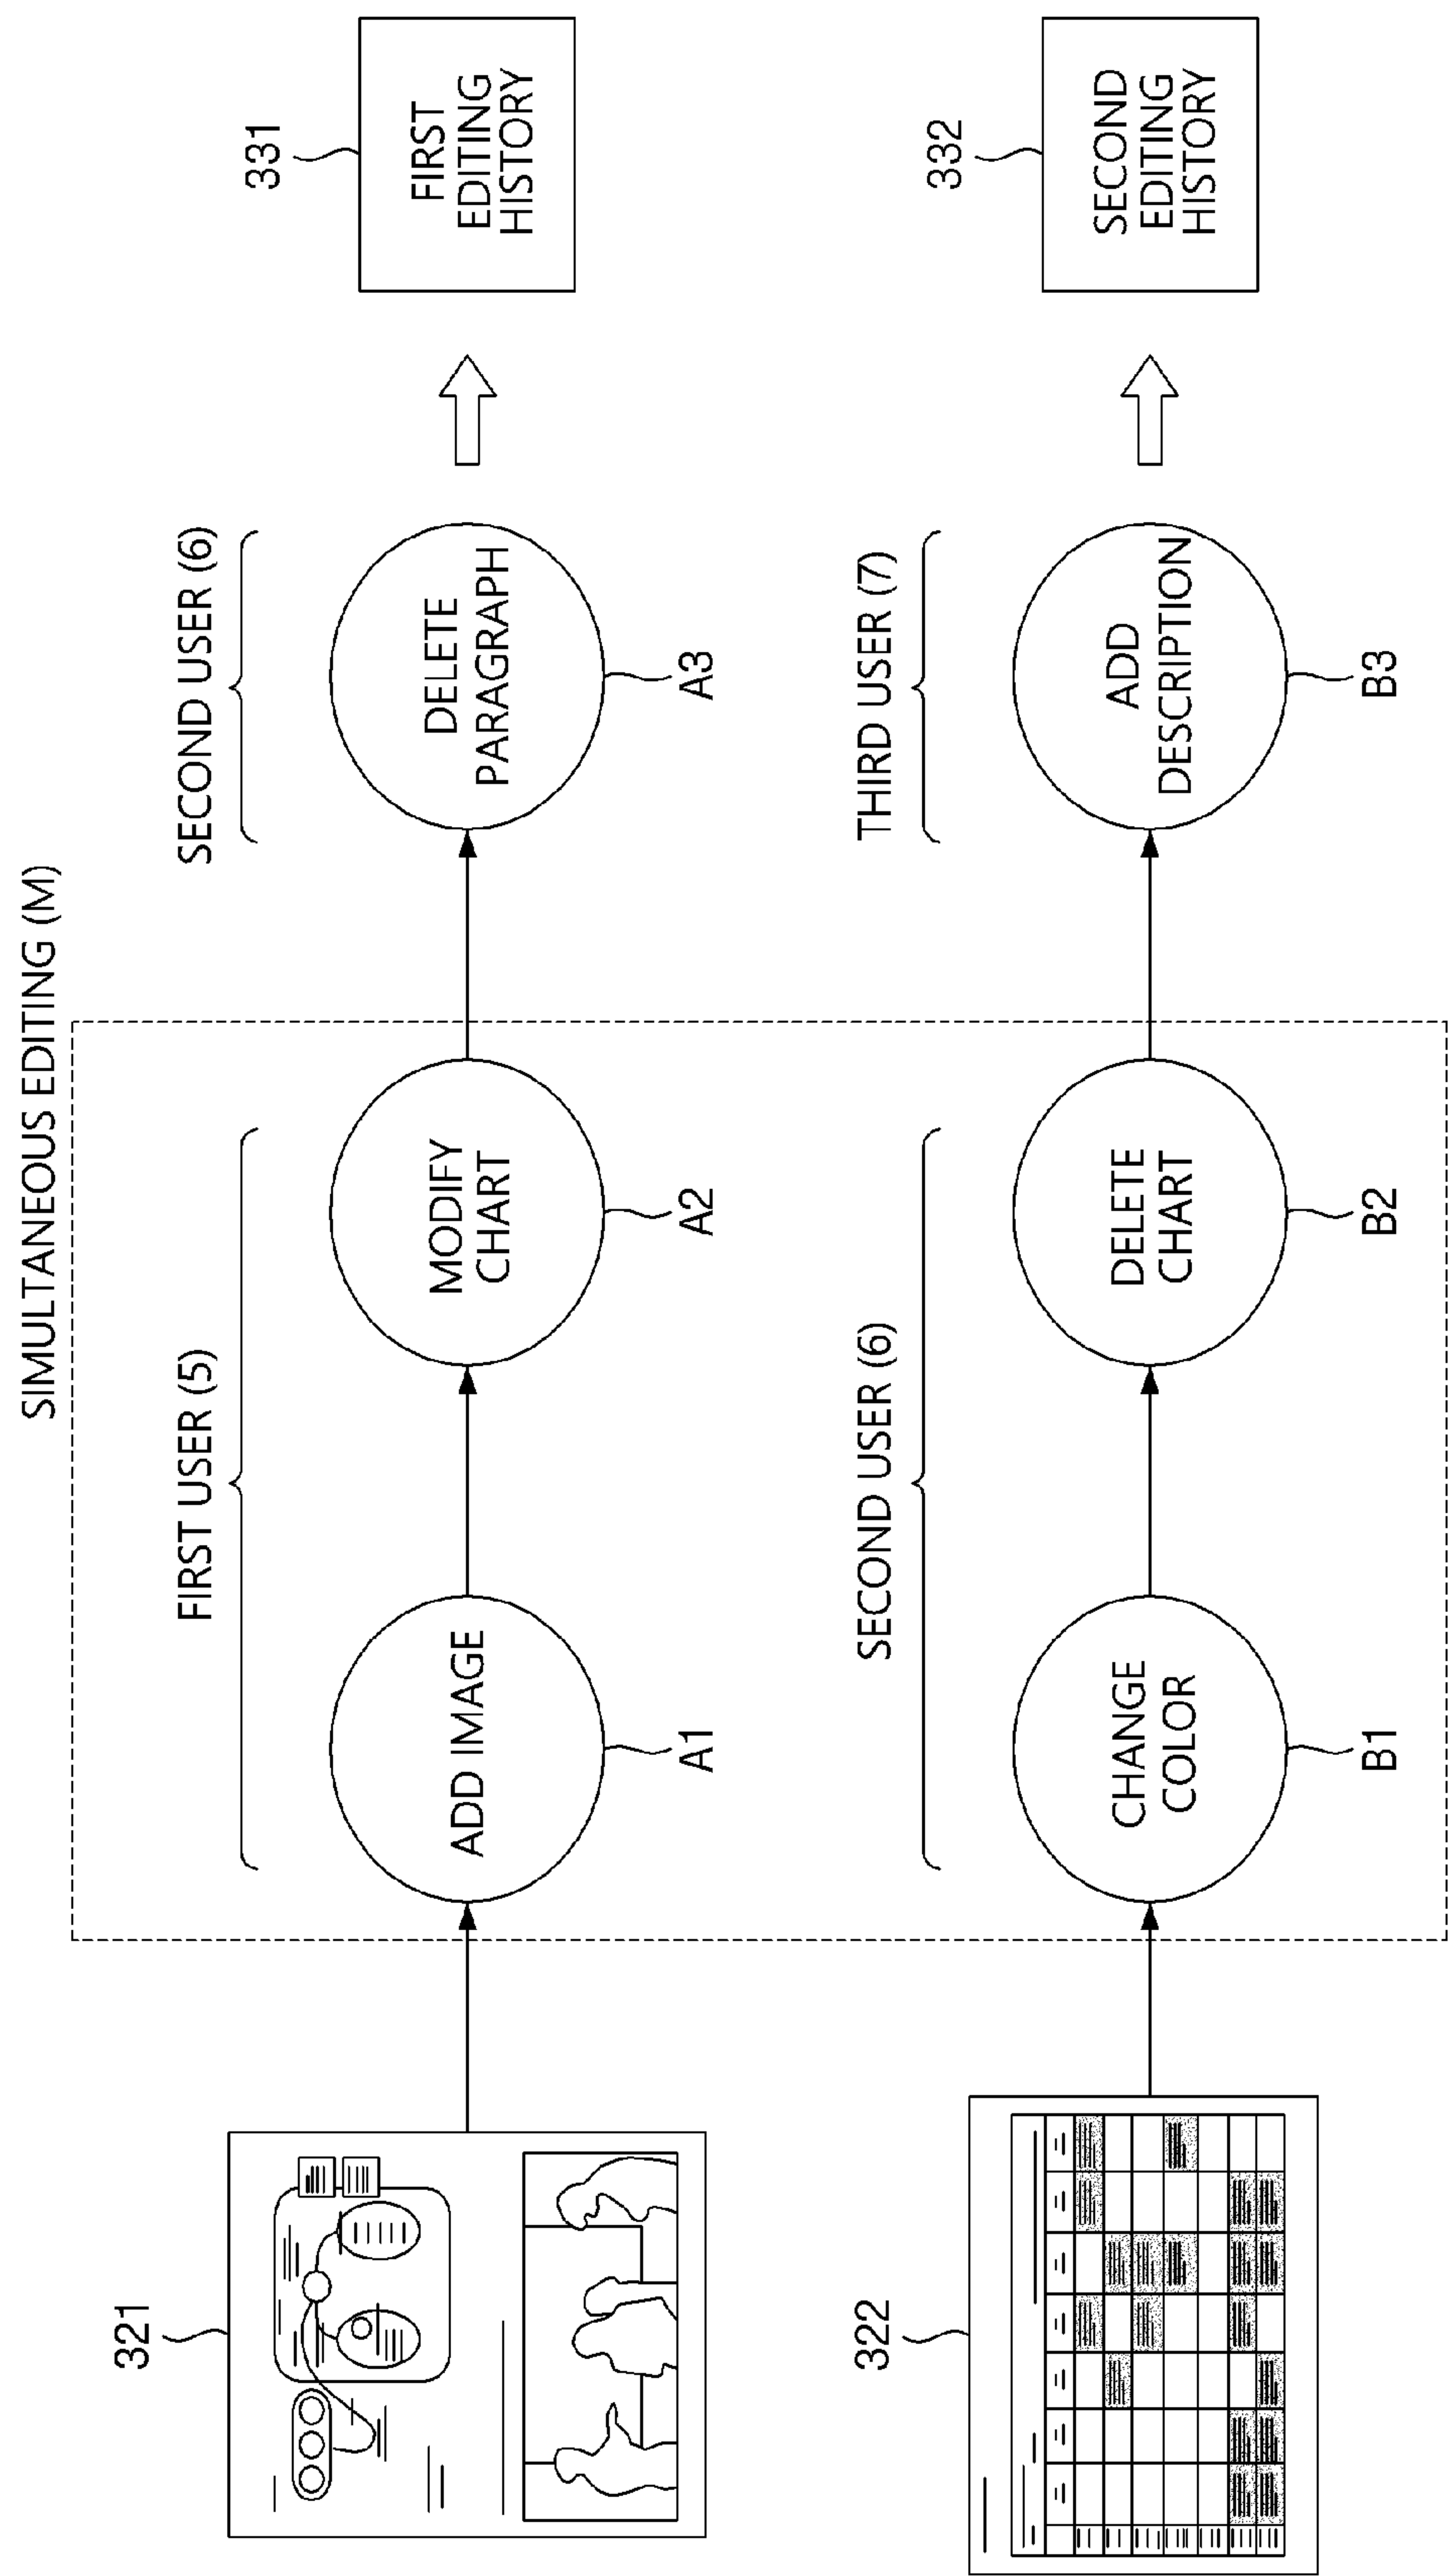 SIMULTANEOUS EDITING (M)
321
FIRST USER (5)
SECOND USER (6)
331
ADD IMAGE
MODIFY
CHART
DELETE
PARAGRAPH
FIRST
EDITING
HISTORY
A1
A2
A3
322
SECOND USER (6)
THIRD USER (7)
332
CHANGE
COLOR
DELETE
CHART
ADD
DESCRIPTION
SECOND
EDITING
HISTORY
B1
B2
B3